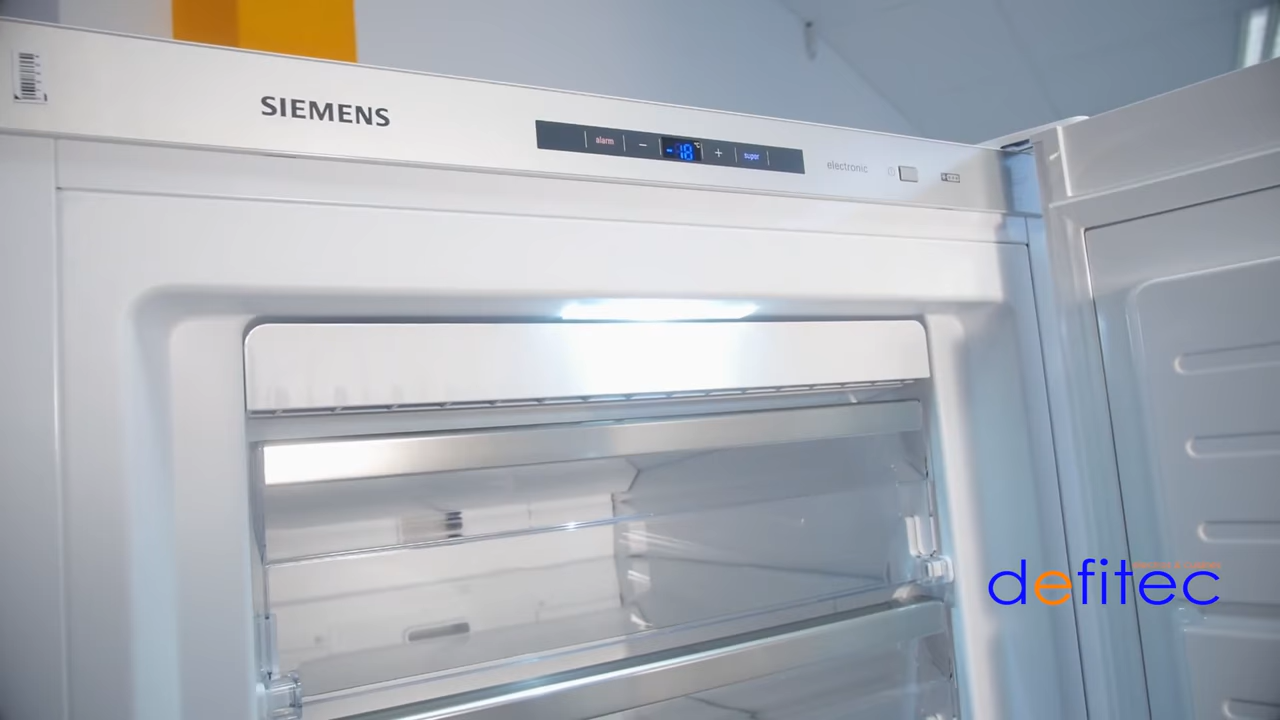 SIEMENS
alarm − -18 °C + super
electronic
defitec